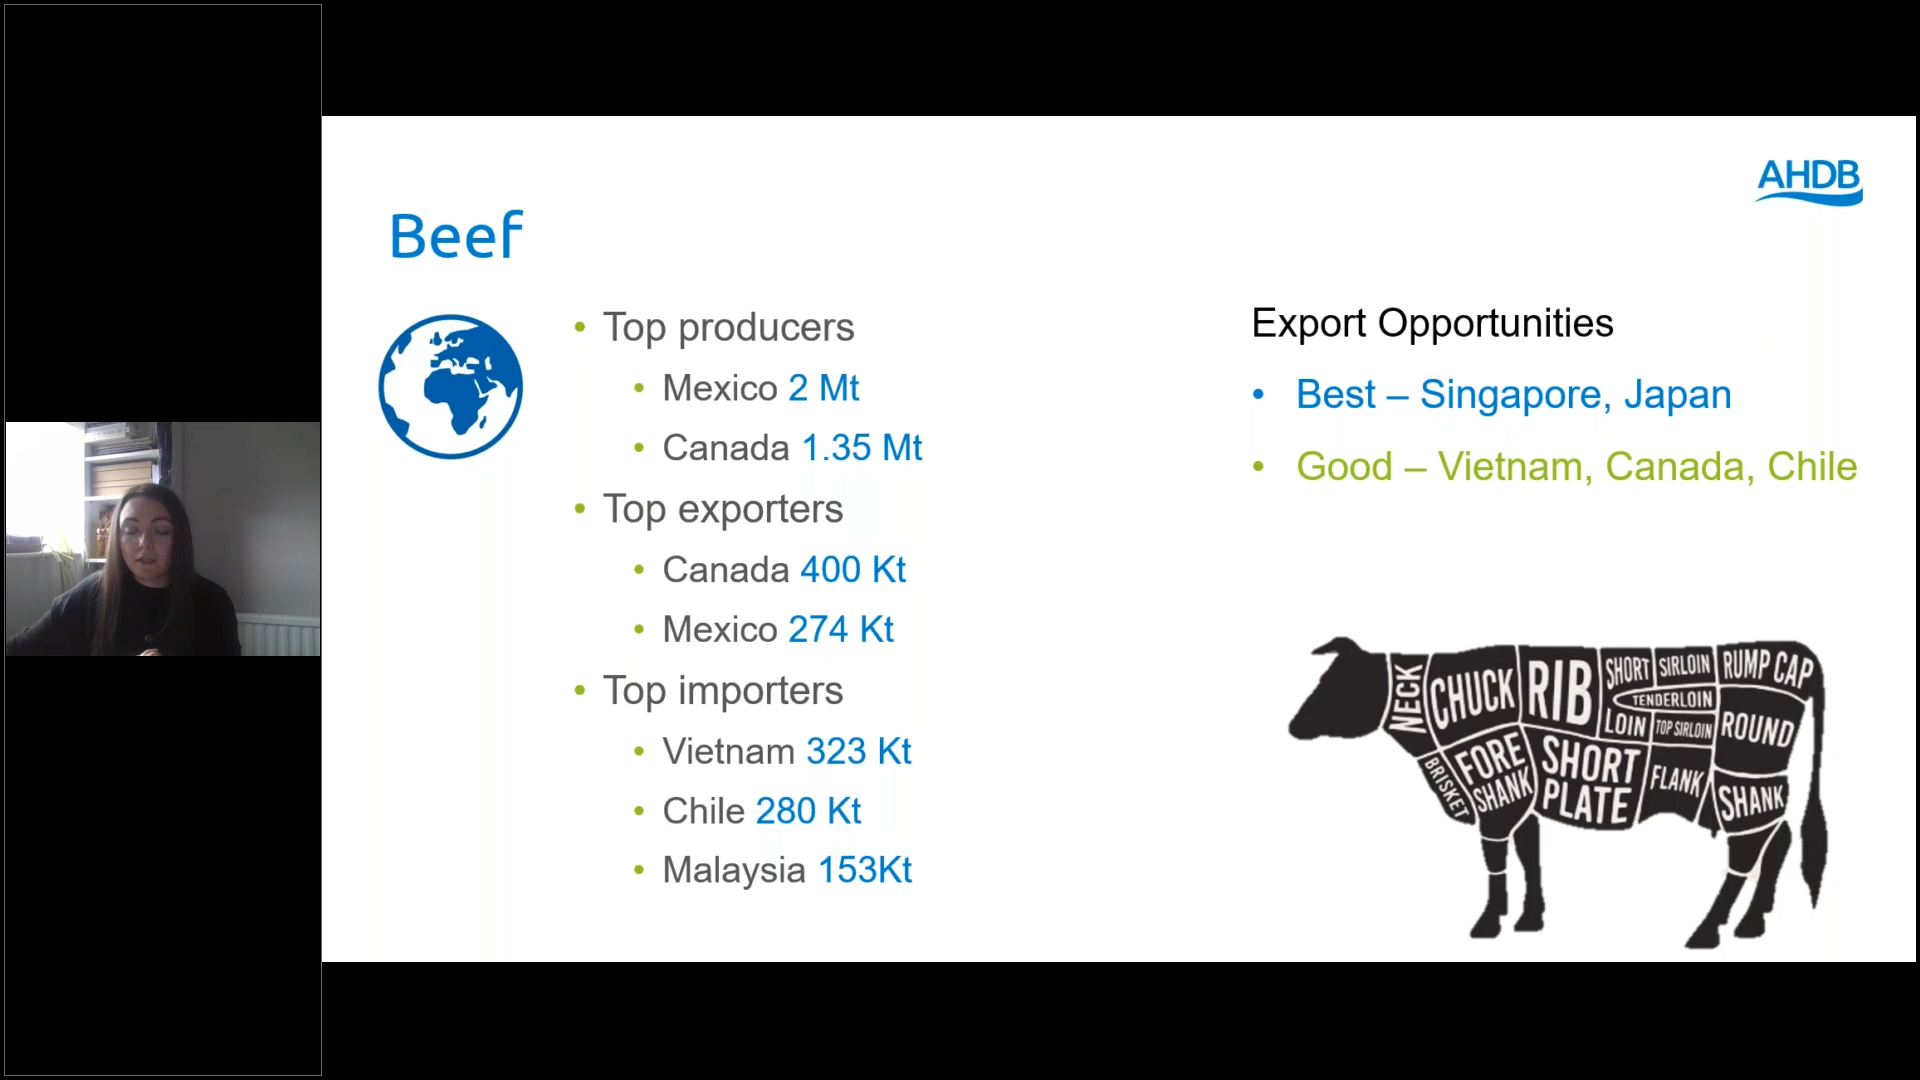 AHDB
Beef
• Top producers
• Mexico 2 Mt
• Canada 1.35 Mt
• Top exporters
• Canada 400 Kt
• Mexico 274 Kt
• Top importers
• Vietnam 323 Kt
• Chile 280 Kt
• Malaysia 153Kt
Export Opportunities
• Best – Singapore, Japan
• Good – Vietnam, Canada, Chile
NECK
CHUCK
RIB
SHORT
LOIN
SIRLOIN
TENDERLOIN
TOP SIRLOIN
RUMP CAP
ROUND
BRISKET
FORE
SHANK
SHORT
PLATE
FLANK
SHANK